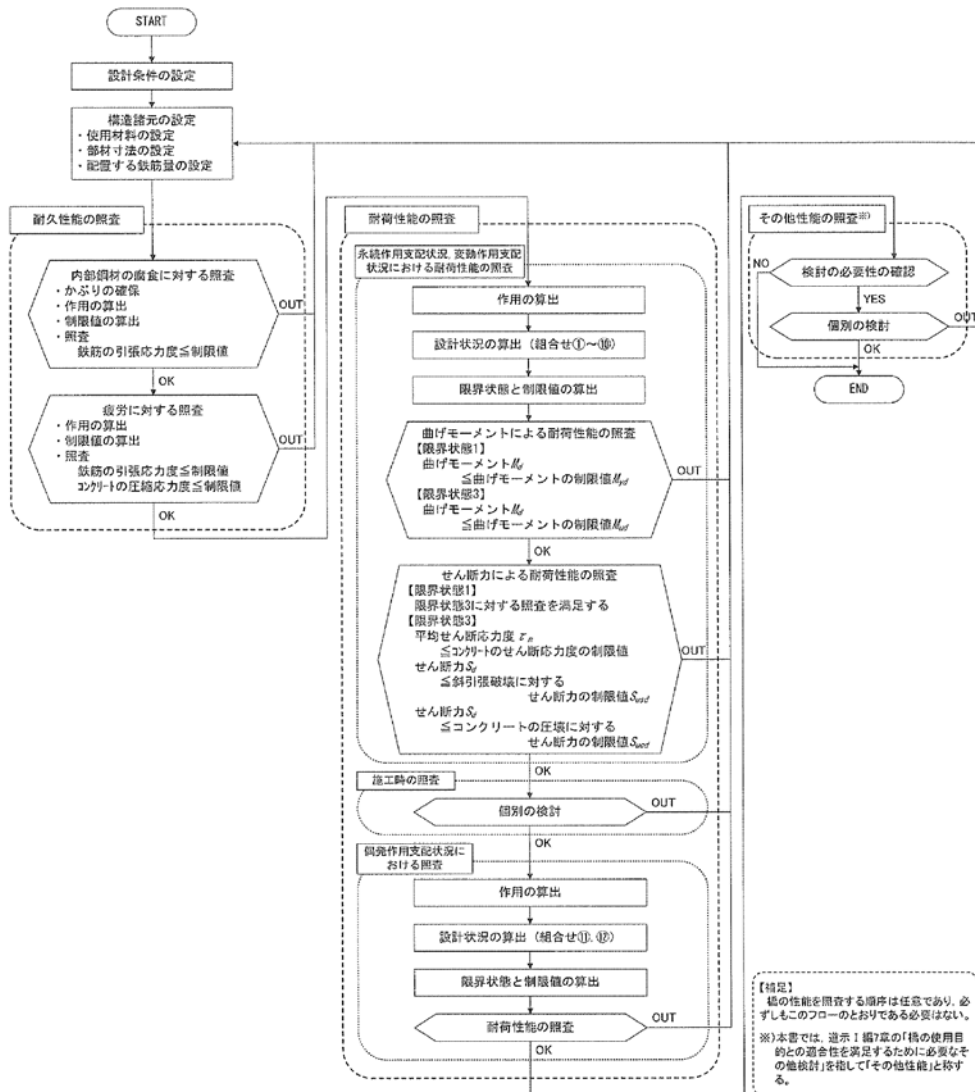 START
設計条件の設定
構造諸元の設定
・使用材料の設定
・部材寸法の設定
・配置する鉄筋量の設定
耐久性能の照査
内部鋼材の腐食に対する照査
・かぶりの確保
・作用の算出
・制限値の算出
・照査
鉄筋の引張応力度≦制限値
OUT
OK
疲労に対する照査
・作用の算出
・制限値の算出
・照査
鉄筋の引張応力度≦制限値
コンクリートの圧縮応力度≦制限値
OUT
OK
耐荷性能の照査
永続作用支配状況，変動作用支配
状況における耐荷性能の照査
作用の算出
設計状況の算出（組合せ①～⑩）
限界状態と制限値の算出
曲げモーメントによる耐荷性能の照査
【限界状態1】
曲げモーメントMd
≦曲げモーメントの制限値Myd
【限界状態3】
曲げモーメントMd
≦曲げモーメントの制限値Mud
OUT
OK
せん断力による耐荷性能の照査
【限界状態1】
限界状態3に対する照査を満足する
【限界状態3】
平均せん断応力度 τm
≦コンクリートのせん断応力度の制限値
せん断力Sd
≦斜引張破壊に対する
せん断力の制限値Susd
せん断力Sd
≦コンクリートの圧壊に対する
せん断力の制限値Sucd
OUT
OK
施工時の照査
個別の検討
OUT
OK
偶発作用支配状況に
おける照査
作用の算出
設計状況の算出（組合せ⑪，⑫）
限界状態と制限値の算出
耐荷性能の照査
OUT
OK
その他性能の照査※)
検討の必要性の確認
NO
YES
個別の検討
OUT
OK
END
【補足】
橋の性能を照査する順序は任意であり，必
ずしもこのフローのとおりである必要はない。
※)本書では，道示Ⅰ編7章の「橋の使用目
的との適合性を満足するために必要なそ
の他検討」を指して「その他性能」と称す
る。